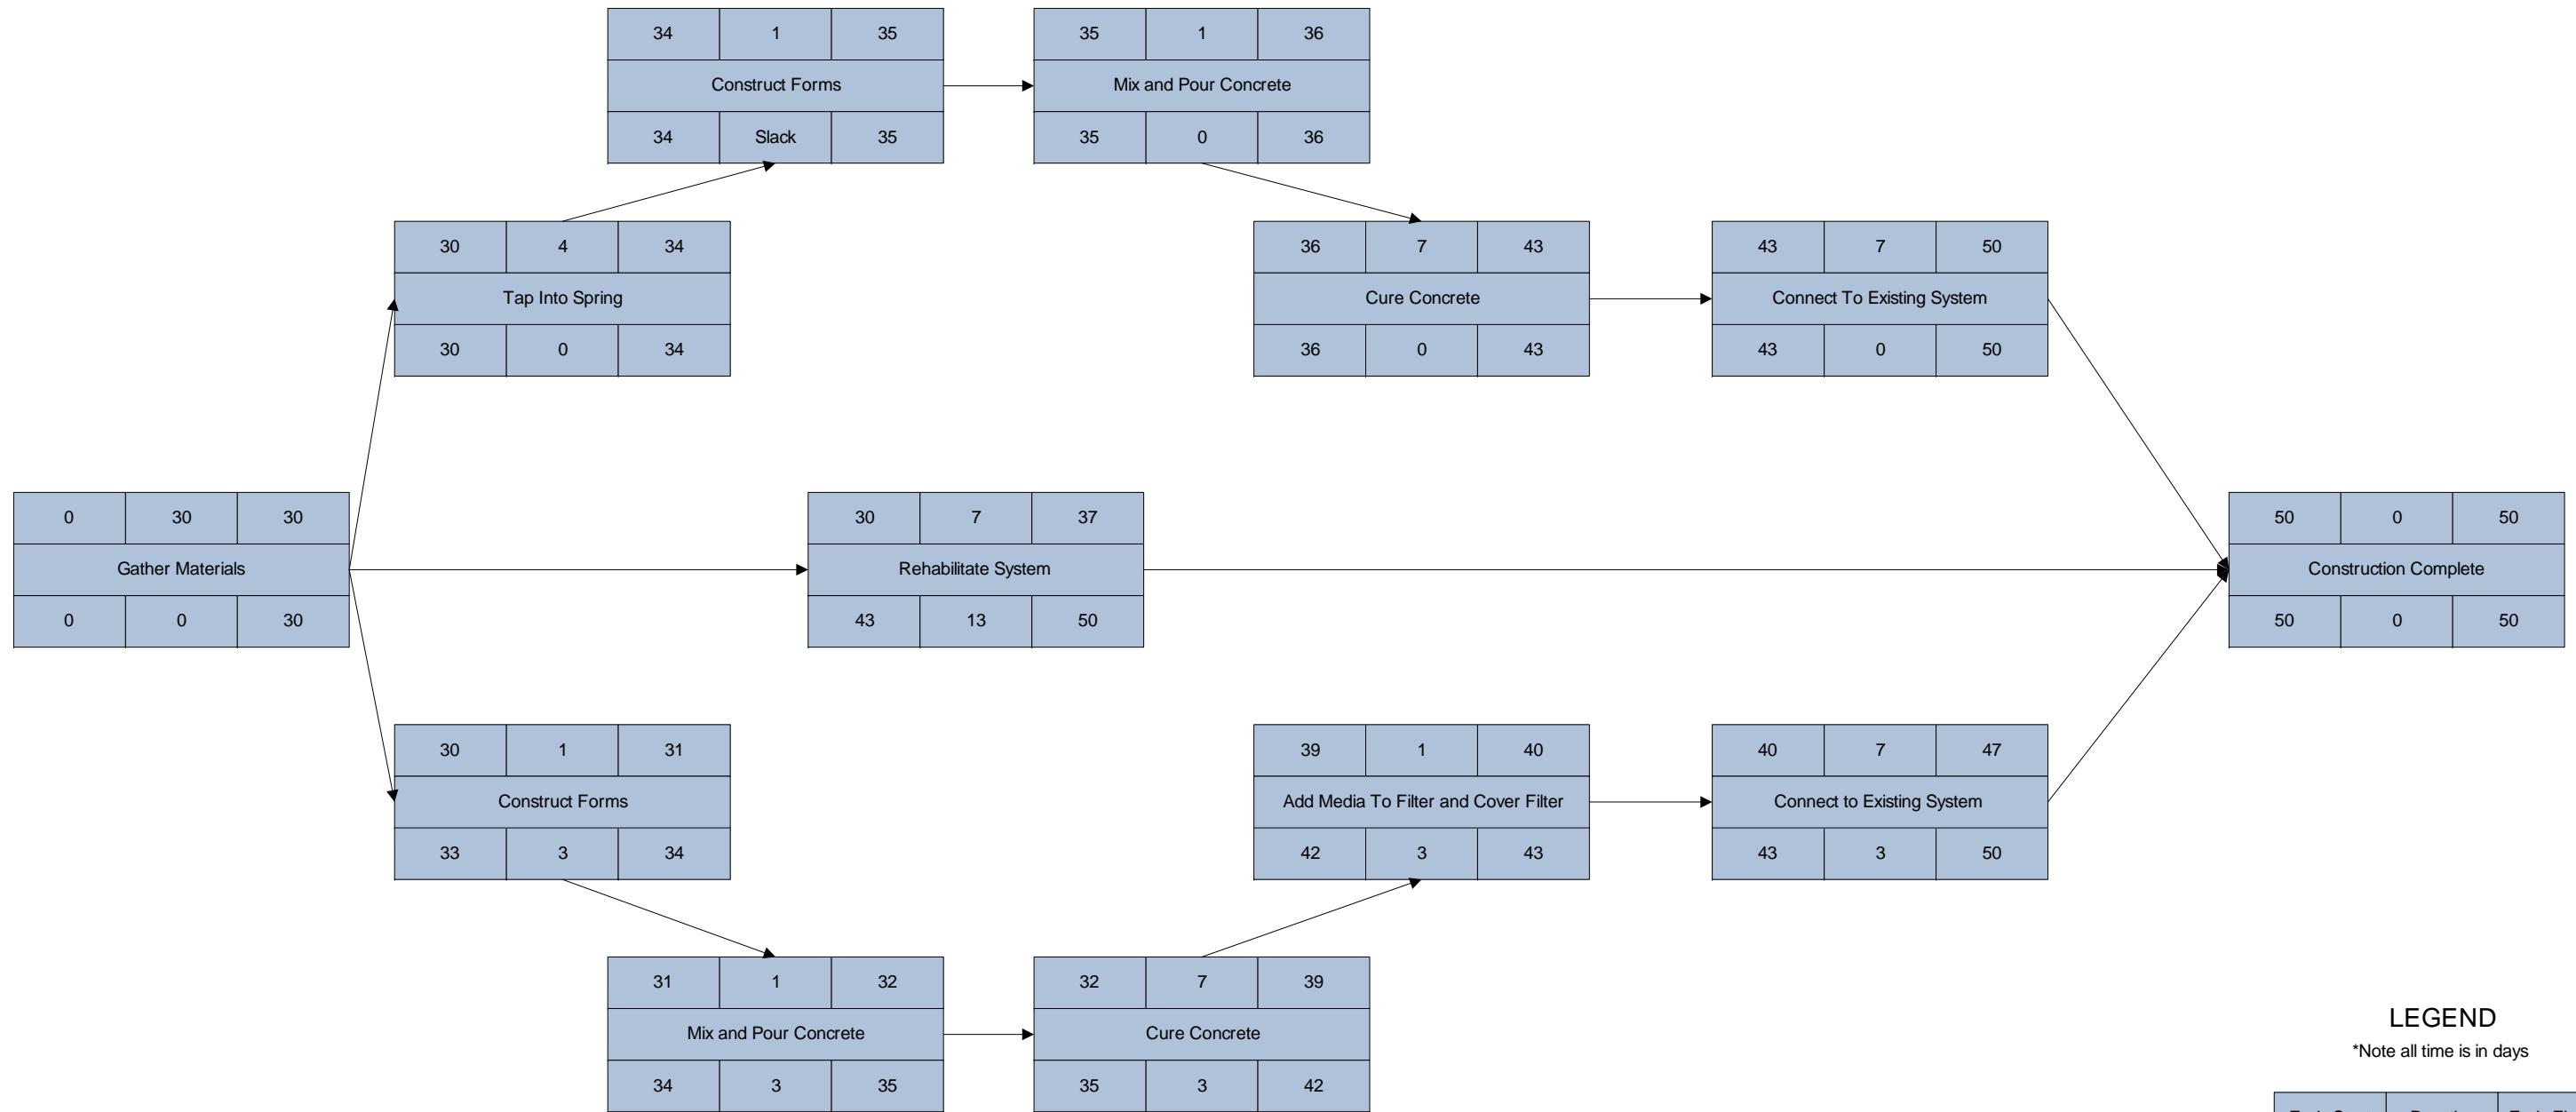 34 1 35
Construct Forms
34 Slack 35
35 1 36
Mix and Pour Concrete
35 0 36
30 4 34
Tap Into Spring
30 0 34
36 7 43
Cure Concrete
36 0 43
43 7 50
Connect To Existing System
43 0 50
0 30 30
Gather Materials
0 0 30
30 7 37
Rehabilitate System
43 13 50
50 0 50
Construction Complete
50 0 50
30 1 31
Construct Forms
33 3 34
39 1 40
Add Media To Filter and Cover Filter
42 3 43
40 7 47
Connect to Existing System
43 3 50
31 1 32
Mix and Pour Concrete
34 3 35
32 7 39
Cure Concrete
35 3 42
LEGEND
*Note all time is in days